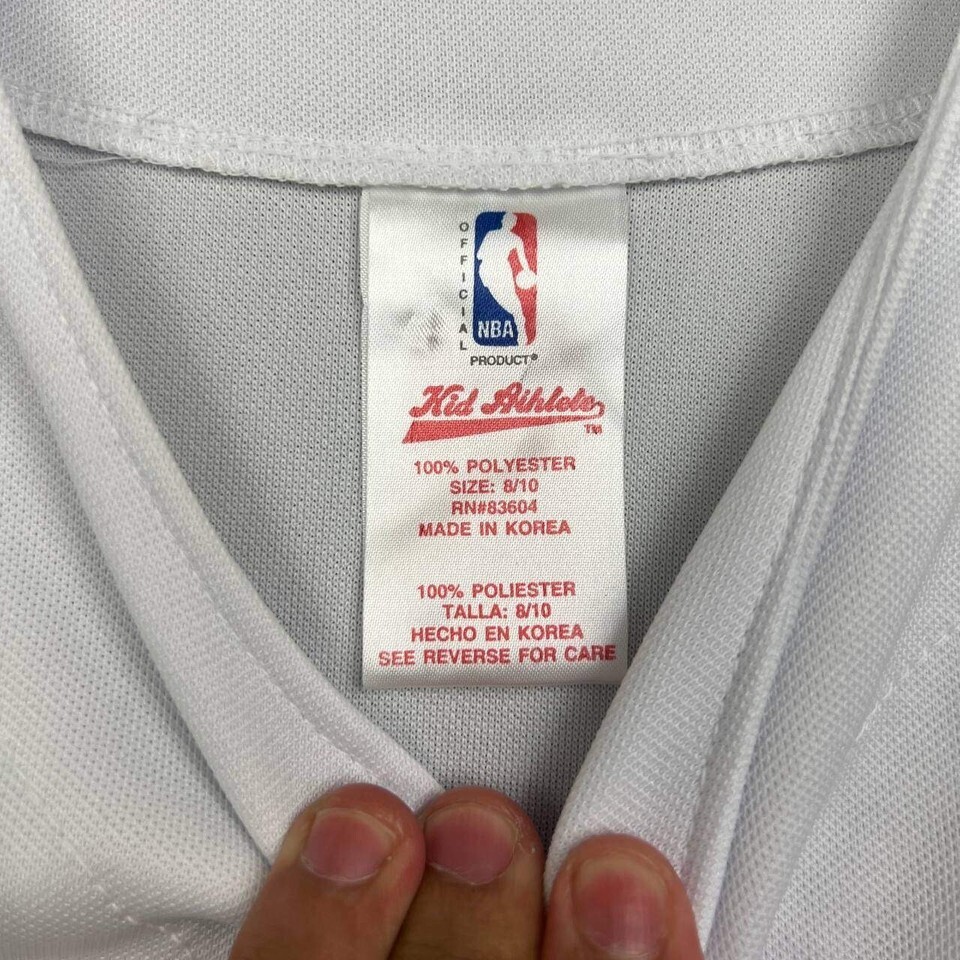 OFFICIAL
NBA
PRODUCT®
Kid Athlete
TM
100% POLYESTER
SIZE: 8/10
RN#83604
MADE IN KOREA
100% POLIESTER
TALLA: 8/10
HECHO EN KOREA
SEE REVERSE FOR CARE